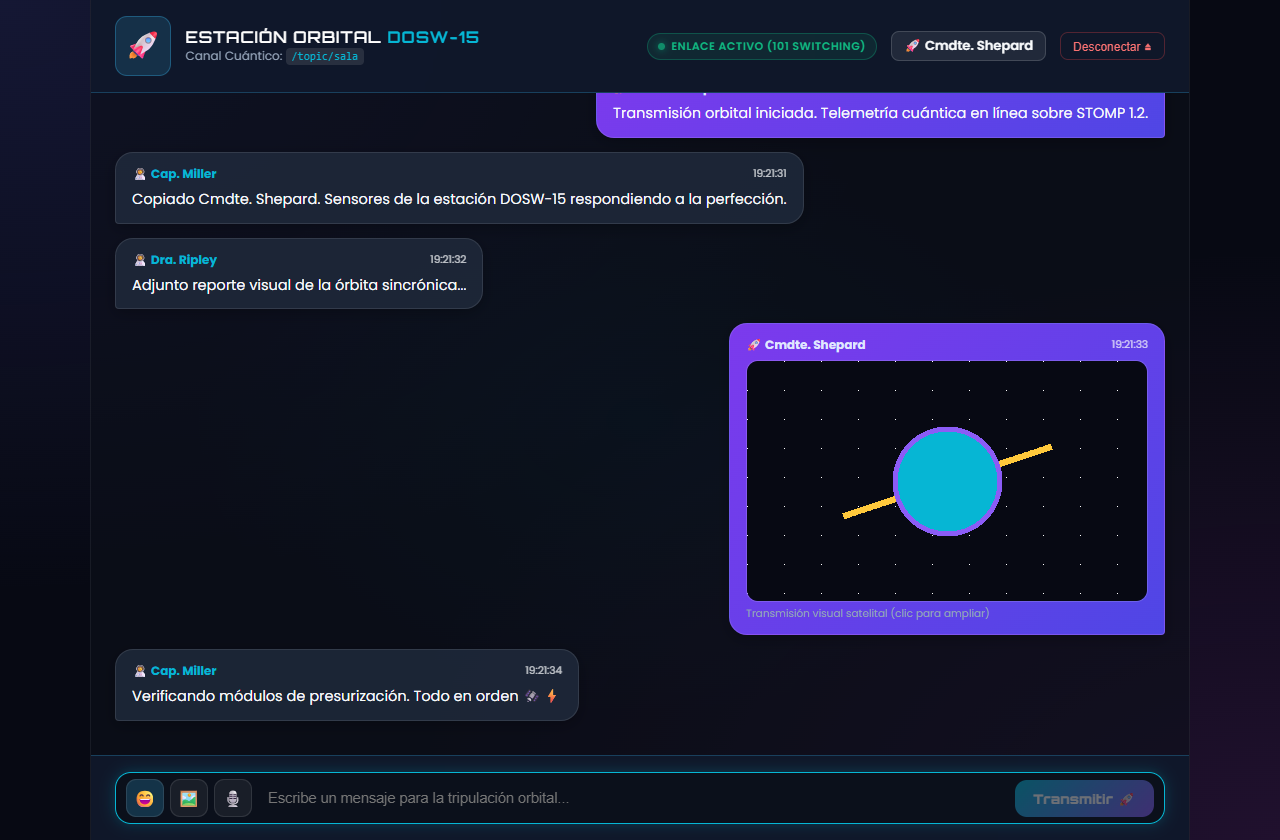 ESTACIÓN ORBITAL DOSW-15
Canal Cuántico: /topic/sala
ENLACE ACTIVO (101 SWITCHING)
Cmdte. Shepard
Desconectar
Transmisión orbital iniciada. Telemetría cuántica en línea sobre STOMP 1.2.
Cap. Miller 19:21:31
Copiado Cmdte. Shepard. Sensores de la estación DOSW-15 respondiendo a la perfección.
Dra. Ripley 19:21:32
Adjunto reporte visual de la órbita sincrónica...
Cmdte. Shepard 19:21:33
Transmisión visual satelital (clic para ampliar)
Cap. Miller 19:21:34
Verificando módulos de presurización. Todo en orden
Escribe un mensaje para la tripulación orbital...
Transmitir